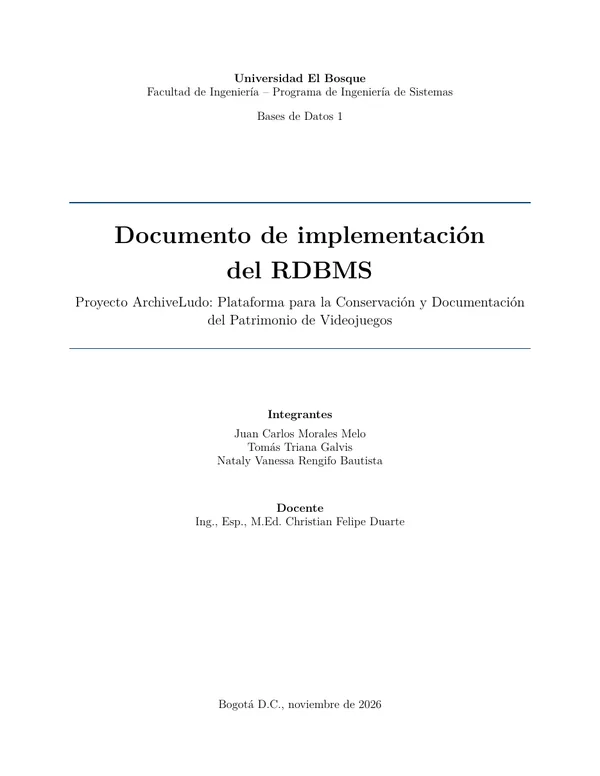 Universidad El Bosque
Facultad de Ingeniería – Programa de Ingeniería de Sistemas
Bases de Datos 1
Documento de implementación
del RDBMS
Proyecto ArchiveLudo: Plataforma para la Conservación y Documentación
del Patrimonio de Videojuegos
Integrantes
Juan Carlos Morales Melo
Tomás Triana Galvis
Nataly Vanessa Rengifo Bautista
Docente
Ing., Esp., M.Ed. Christian Felipe Duarte
Bogotá D.C., noviembre de 2026